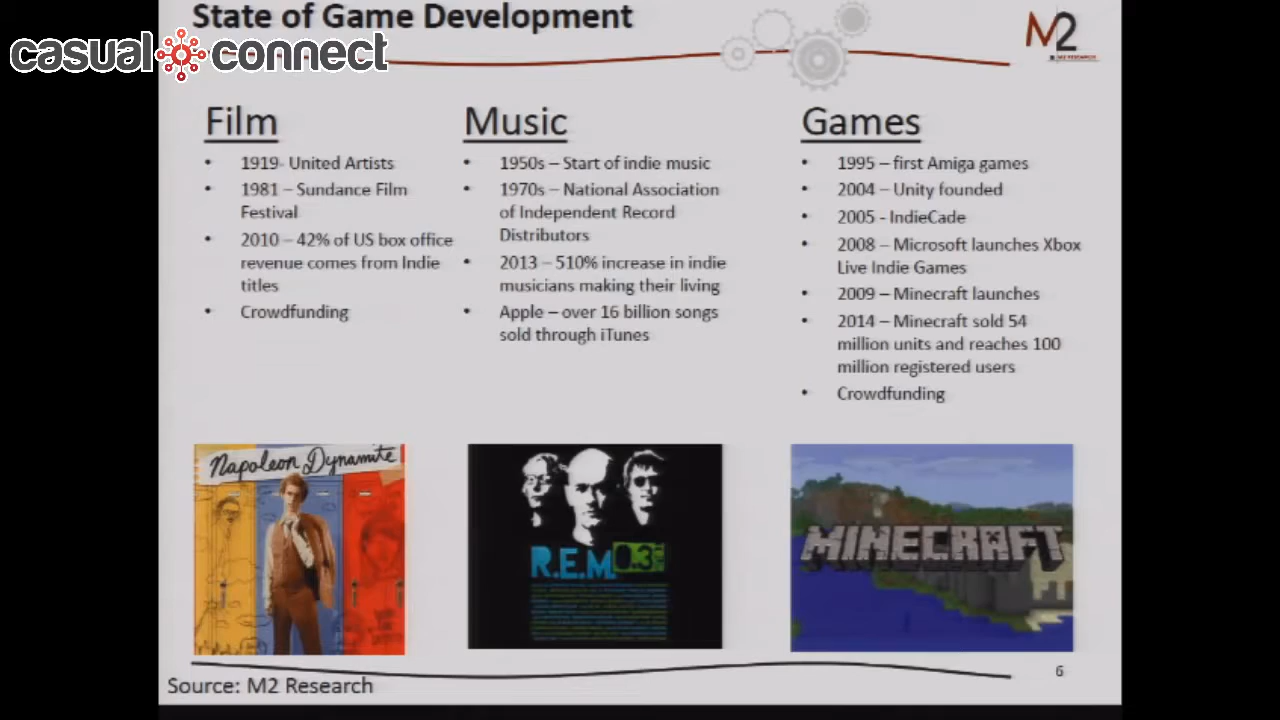 State of Game Development
casual connect
M2
M2 RESEARCH
Film
• 1919- United Artists
• 1981 – Sundance Film
Festival
• 2010 – 42% of US box office
revenue comes from Indie
titles
• Crowdfunding
Music
• 1950s – Start of indie music
• 1970s – National Association
of Independent Record
Distributors
• 2013 – 510% increase in indie
musicians making their living
• Apple – over 16 billion songs
sold through iTunes
Games
• 1995 – first Amiga games
• 2004 – Unity founded
• 2005 - IndieCade
• 2008 – Microsoft launches Xbox
Live Indie Games
• 2009 – Minecraft launches
• 2014 – Minecraft sold 54
million units and reaches 100
million registered users
• Crowdfunding
Napoleon Dynamite
R.E.M
MINECRAFT
6
Source: M2 Research